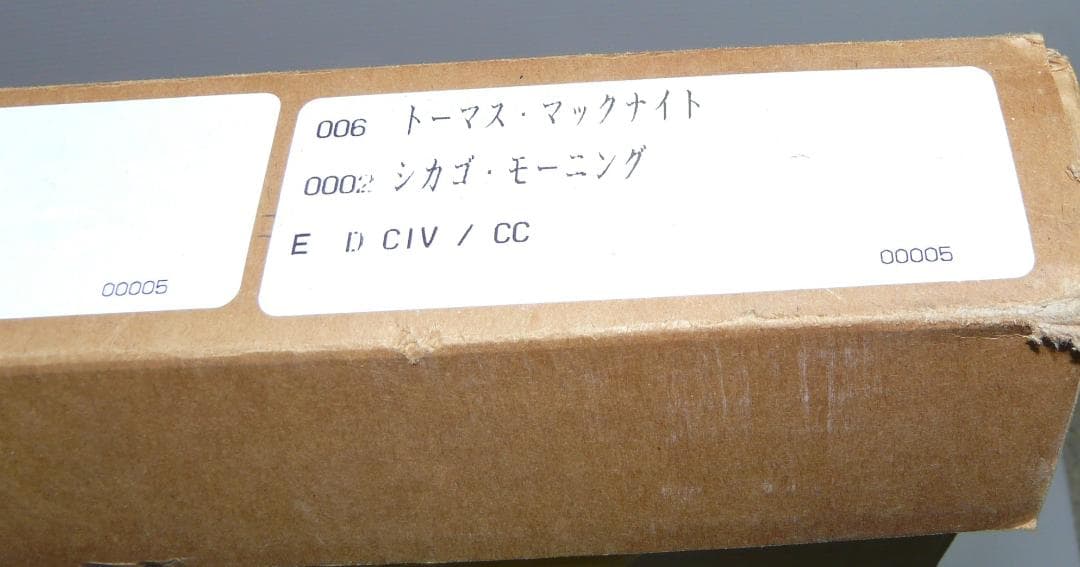 00005
006 トーマス・マックナイト
0002 シカゴ・モーニング
E D CIV / CC
00005